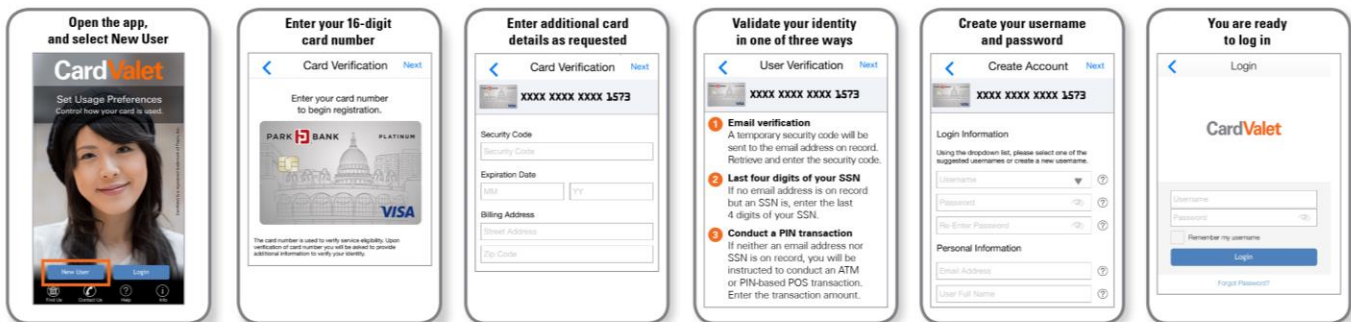 Open the app,
and select New User
CardValet
Set Usage Preferences
Control how your card is used.
New User
Login
Find Us
Contact Us
Help
Info
Enter your 16-digit
card number
Card Verification
Next
Enter your card number
to begin registration.
PARK BANK
PLATINUM
VISA
The card number is used to verify service eligibility. Upon
verification of card number you will be asked to provide
additional information to verify your identity.
Enter additional card
details as requested
Card Verification
Next
XXXX XXXX XXXX 1573
Security Code
Security Code
Expiration Date
MM
YY
Billing Address
Street Address
Zip Code
Validate your identity
in one of three ways
User Verification
Next
XXXX XXXX XXXX 1573
1 Email verification
A temporary security code will be
sent to the email address on record.
Retrieve and enter the security code.
2 Last four digits of your SSN
If no email address is on record
but an SSN is, enter the last
4 digits of your SSN.
3 Conduct a PIN transaction
If neither an email address nor
SSN is on record, you will be
instructed to conduct an ATM
or PIN-based POS transaction.
Enter the transaction amount.
Create your username
and password
Create Account
Next
XXXX XXXX XXXX 1573
Login Information
Using the dropdown list, please select one of the
suggested usernames or create a new username.
Username
Password
Re-Enter Password
Personal Information
Email Address
User Full Name
You are ready
to log in
Login
CardValet
Username
Password
Remember my username
Login
Forgot Password?